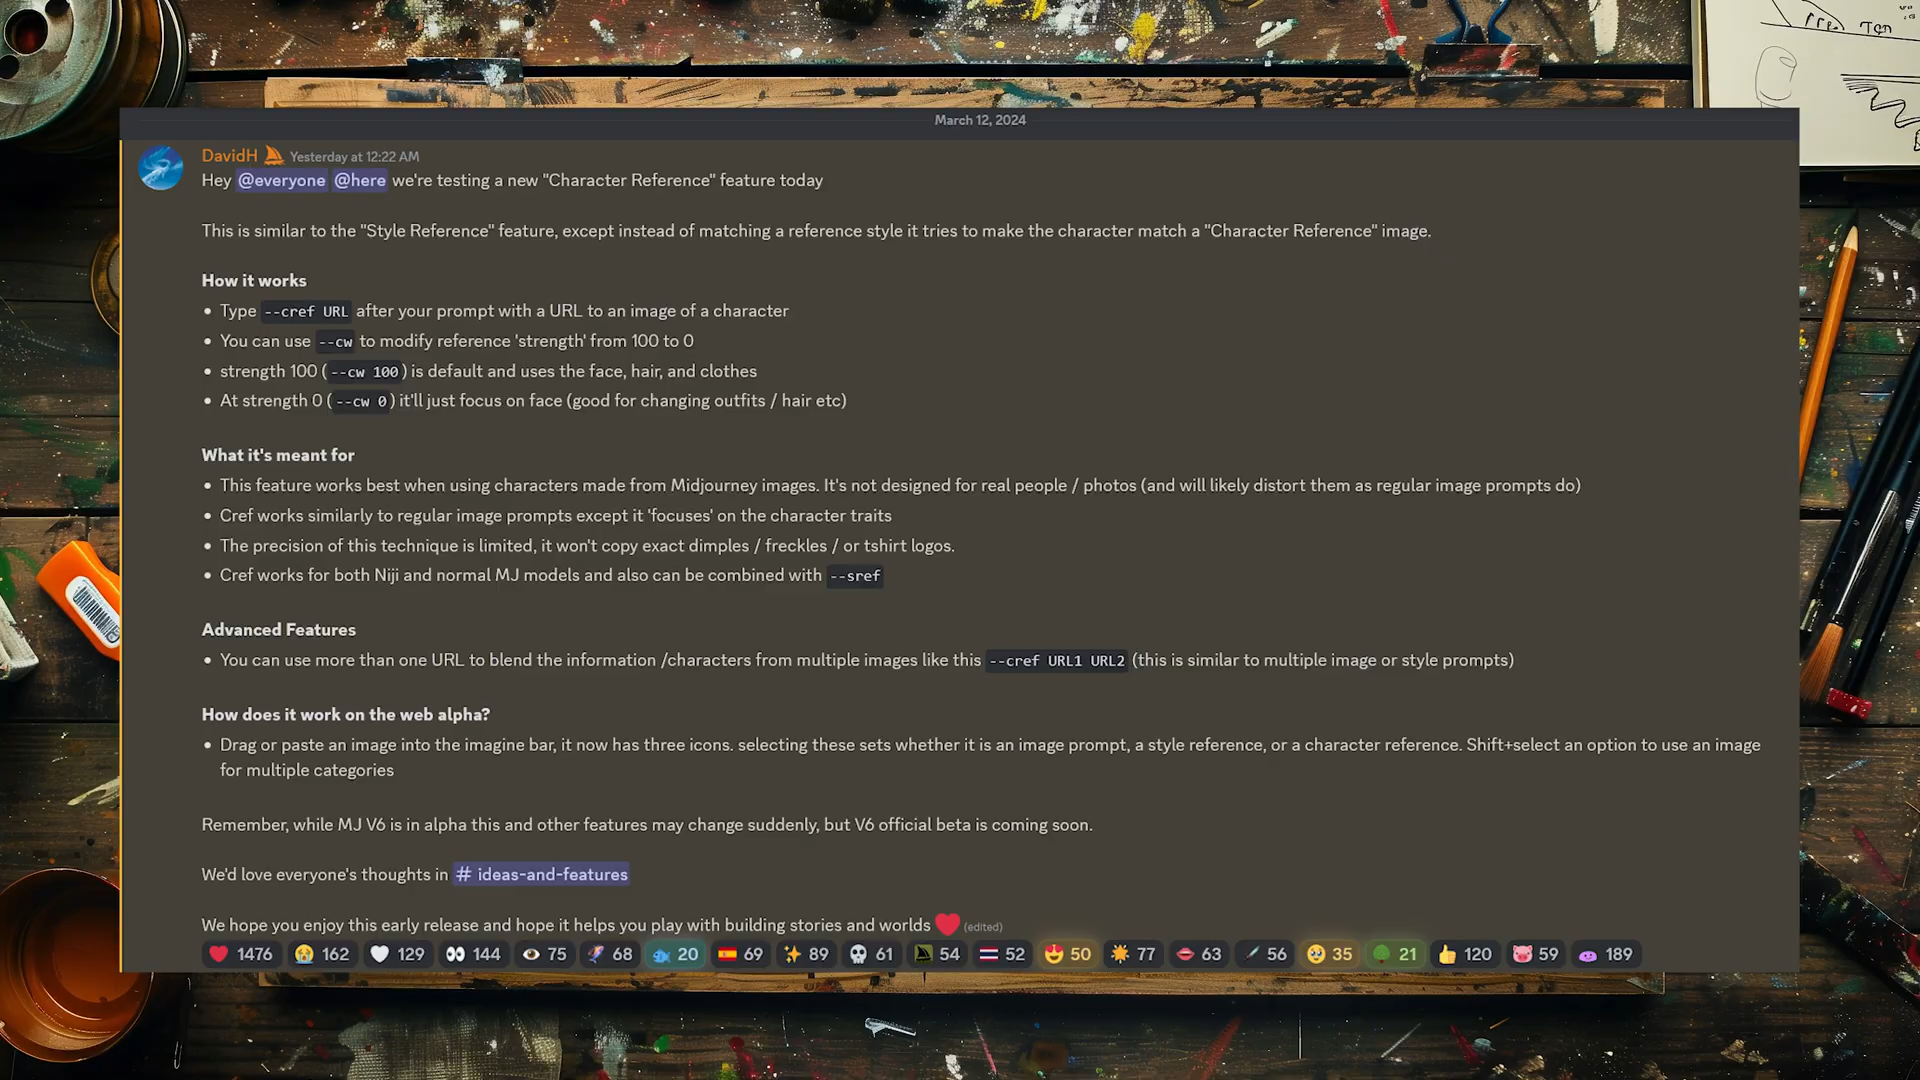 March 12, 2024
DavidH Yesterday at 12:22 AM
Hey @everyone @here we're testing a new "Character Reference" feature today
This is similar to the "Style Reference" feature, except instead of matching a reference style it tries to make the character match a "Character Reference" image.
How it works
• Type --cref URL after your prompt with a URL to an image of a character
• You can use --cw to modify reference 'strength' from 100 to 0
• strength 100 (--cw 100) is default and uses the face, hair, and clothes
• At strength 0 (--cw 0) it'll just focus on face (good for changing outfits / hair etc)
What it's meant for
• This feature works best when using characters made from Midjourney images. It's not designed for real people / photos (and will likely distort them as regular image prompts do)
• Cref works similarly to regular image prompts except it 'focuses' on the character traits
• The precision of this technique is limited, it won't copy exact dimples / freckles / or tshirt logos.
• Cref works for both Niji and normal MJ models and also can be combined with --sref
Advanced Features
• You can use more than one URL to blend the information /characters from multiple images like this --cref URL1 URL2 (this is similar to multiple image or style prompts)
How does it work on the web alpha?
• Drag or paste an image into the imagine bar, it now has three icons. selecting these sets whether it is an image prompt, a style reference, or a character reference. Shift+select an option to use an image
for multiple categories
Remember, while MJ V6 is in alpha this and other features may change suddenly, but V6 official beta is coming soon.
We'd love everyone's thoughts in # ideas-and-features
We hope you enjoy this early release and hope it helps you play with building stories and worlds ❤️ (edited)
1476 162 129 144 75 68 20 69 89 61 54 52 50 77 63 56 35 21 120 59 189